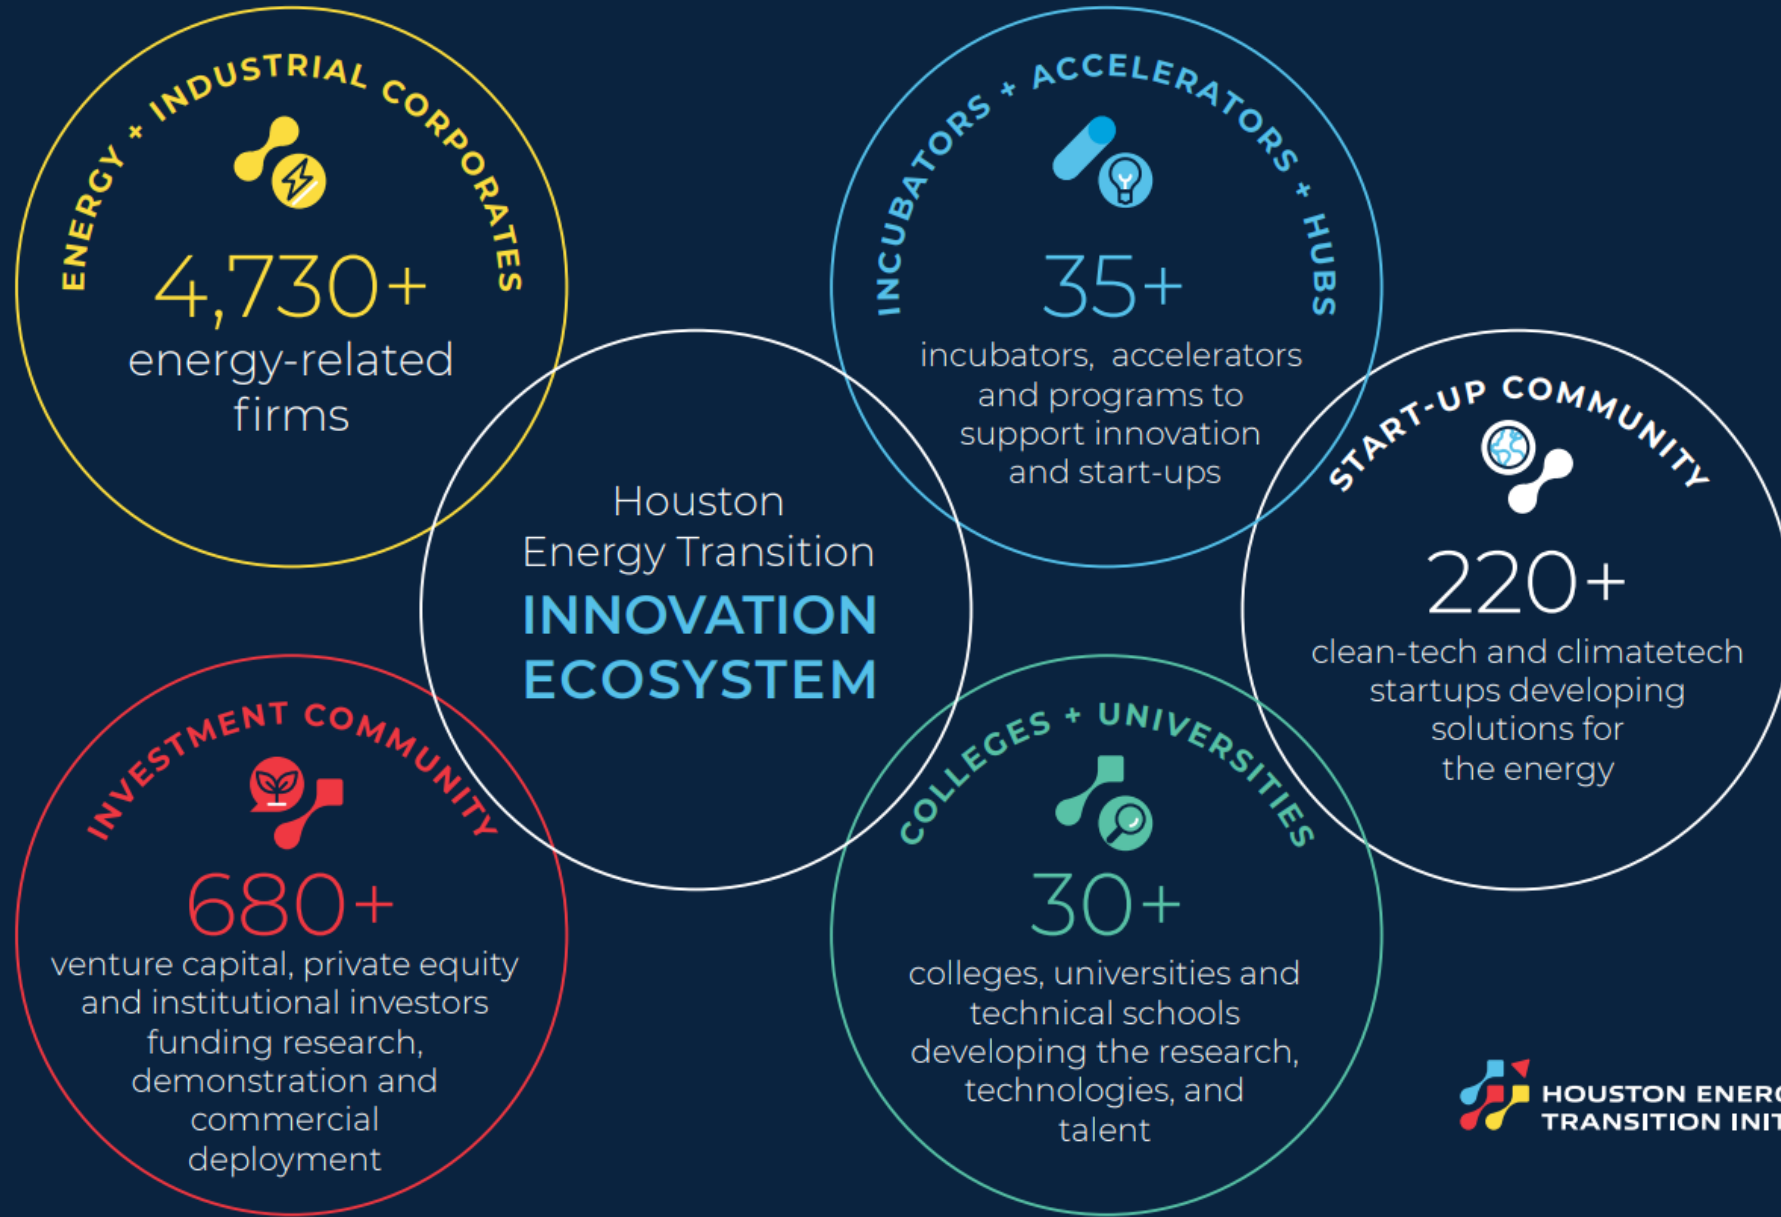 ENERGY + INDUSTRIAL CORPORATES
4,730+
energy-related
firms
INCUBATORS + ACCELERATORS + HUBS
35+
incubators, accelerators
and programs to
support innovation
and start-ups
START-UP COMMUNITY
220+
clean-tech and climatetech
startups developing
solutions for
the energy
Houston
Energy Transition
INNOVATION
ECOSYSTEM
INVESTMENT COMMUNITY
680+
venture capital, private equity
and institutional investors
funding research,
demonstration and
commercial
deployment
COLLEGES + UNIVERSITIES
30+
colleges, universities and
technical schools
developing the research,
technologies, and
talent
HOUSTON
TRANSITION